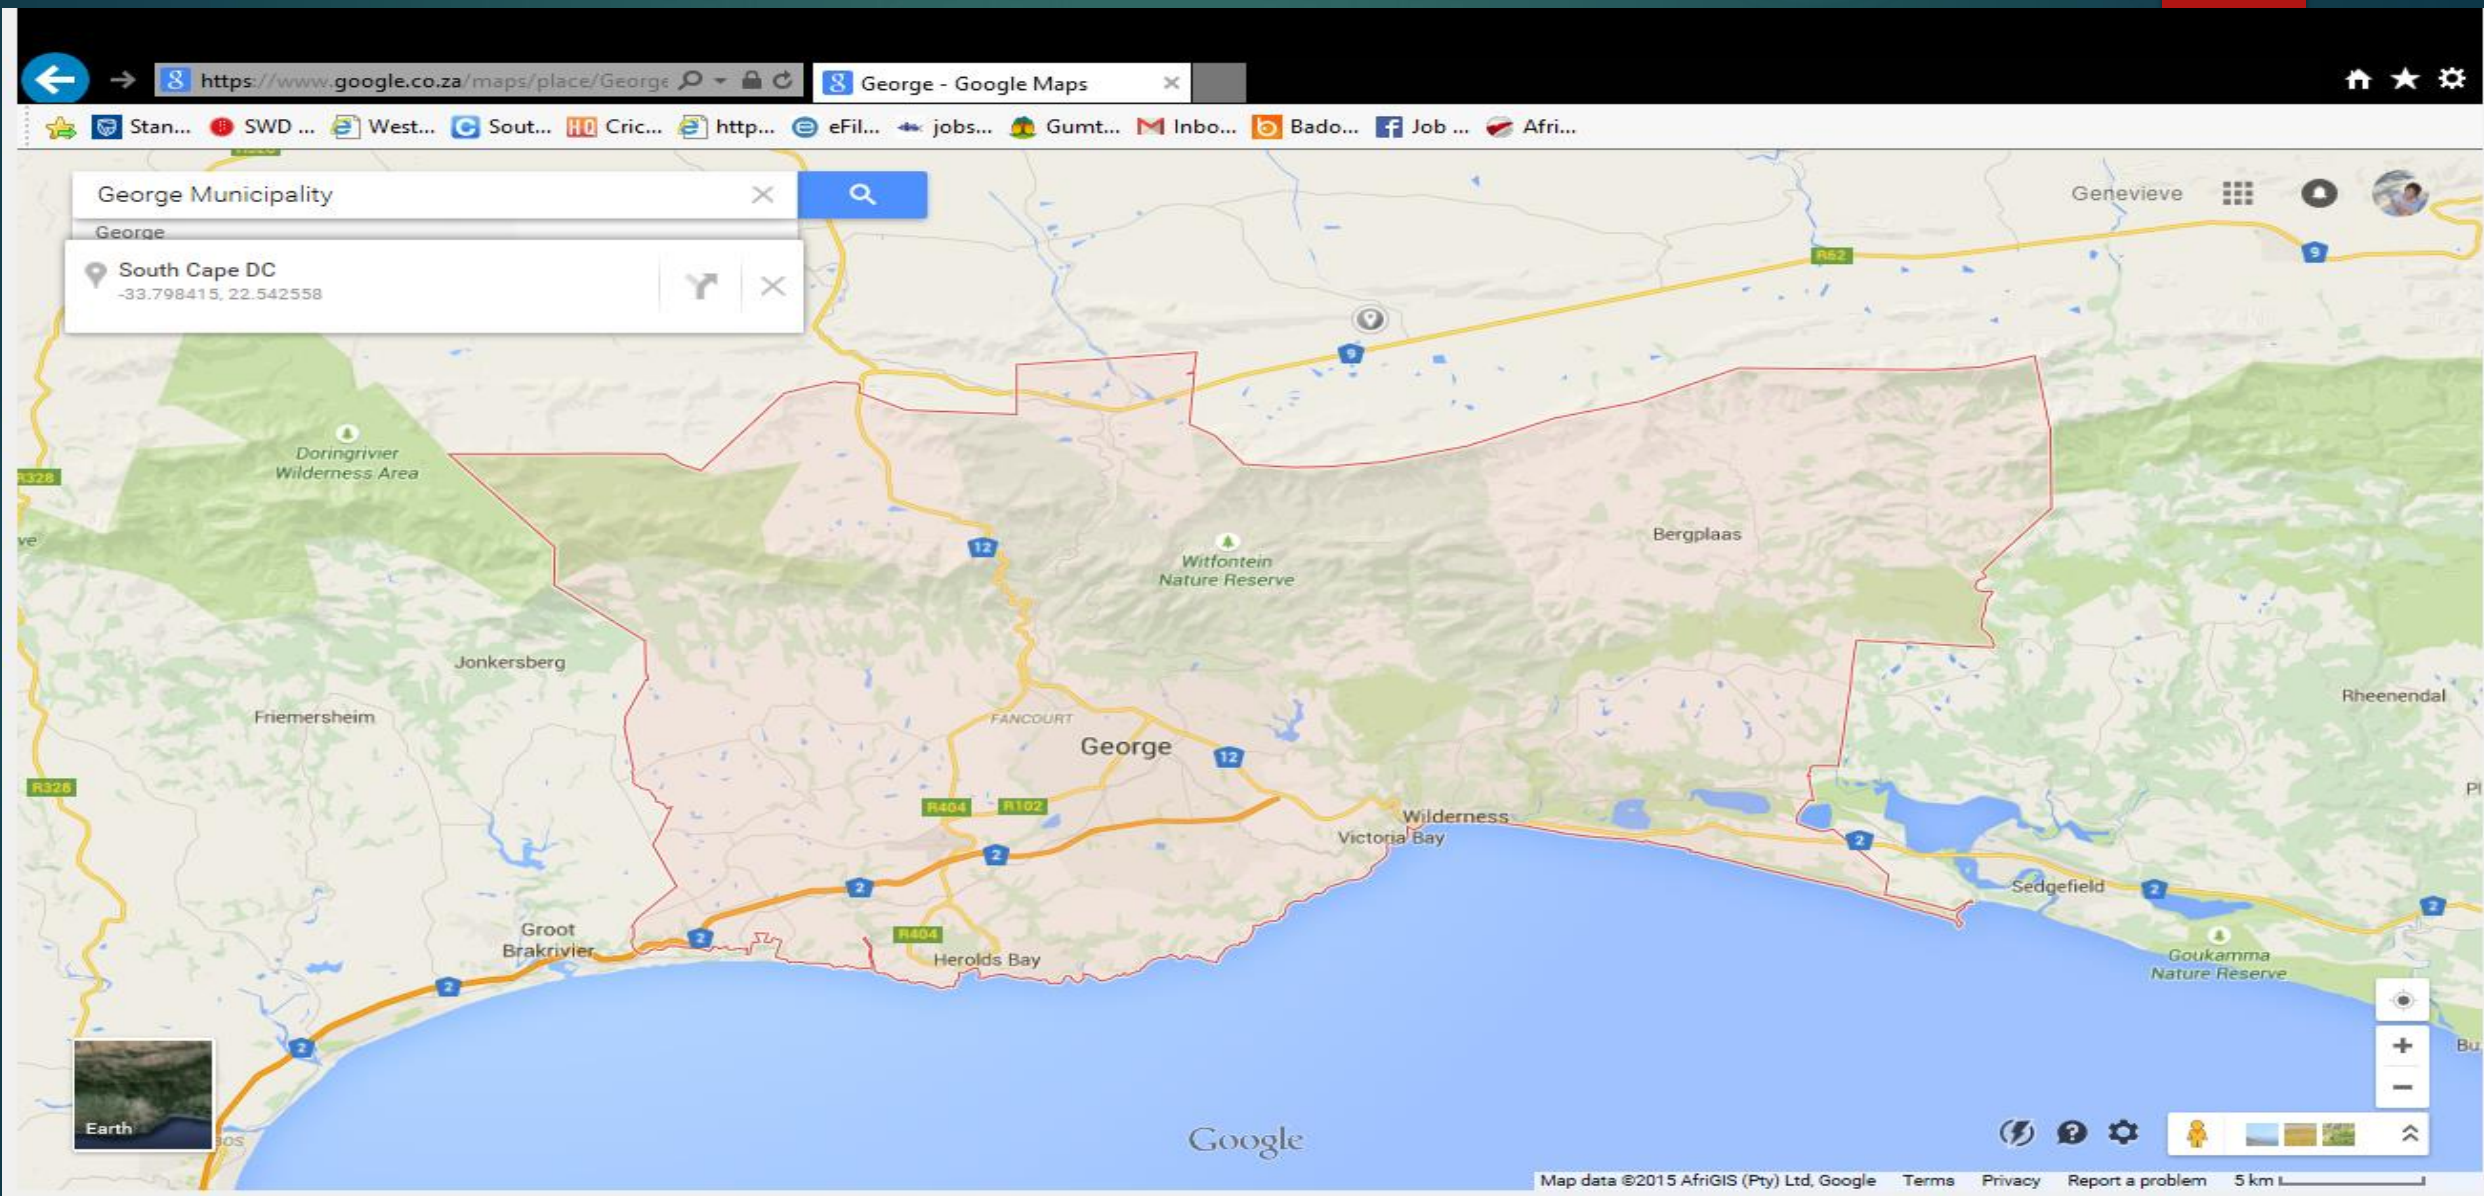 https://www.google.co.za/maps/place/George
George - Google Maps
Stan... SWD ... West... Sout... Cric... http... eFil... jobs... Gumt... Inbo... Bado... Job ... Afri...
George Municipality
Genevieve
George
South Cape DC
-33.798415, 22.542558
R62
9
9
Doringrivier
Wilderness Area
R328
12
Bergplaas
Witfontein
Nature Reserve
Jonkersberg
Rheenendal
Friemersheim
FANCOURT
George
12
R328
R404
R102
Wilderness
Victoria Bay
2
2
2
Sedgefield
2
2
Groot
Brakrivier
2
R404
Herolds Bay
Goukamma
Nature Reserve
2
2
Earth
Google
Map data ©2015 AfriGIS (Pty) Ltd, Google Terms Privacy Report a problem 5 km